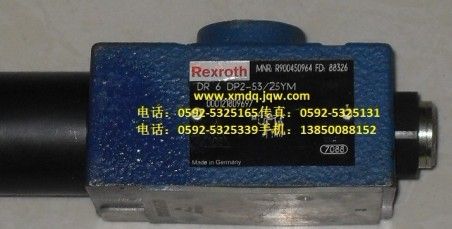 Rexroth
MNR: R900450964 FD: 88326
DR 6 DP2-53/25YM
www.xmdq.jqw.com
电话：0592-5325165传真：0592-5325131
电话：0592-5325339手机：13850088152
7088
Made in Germany